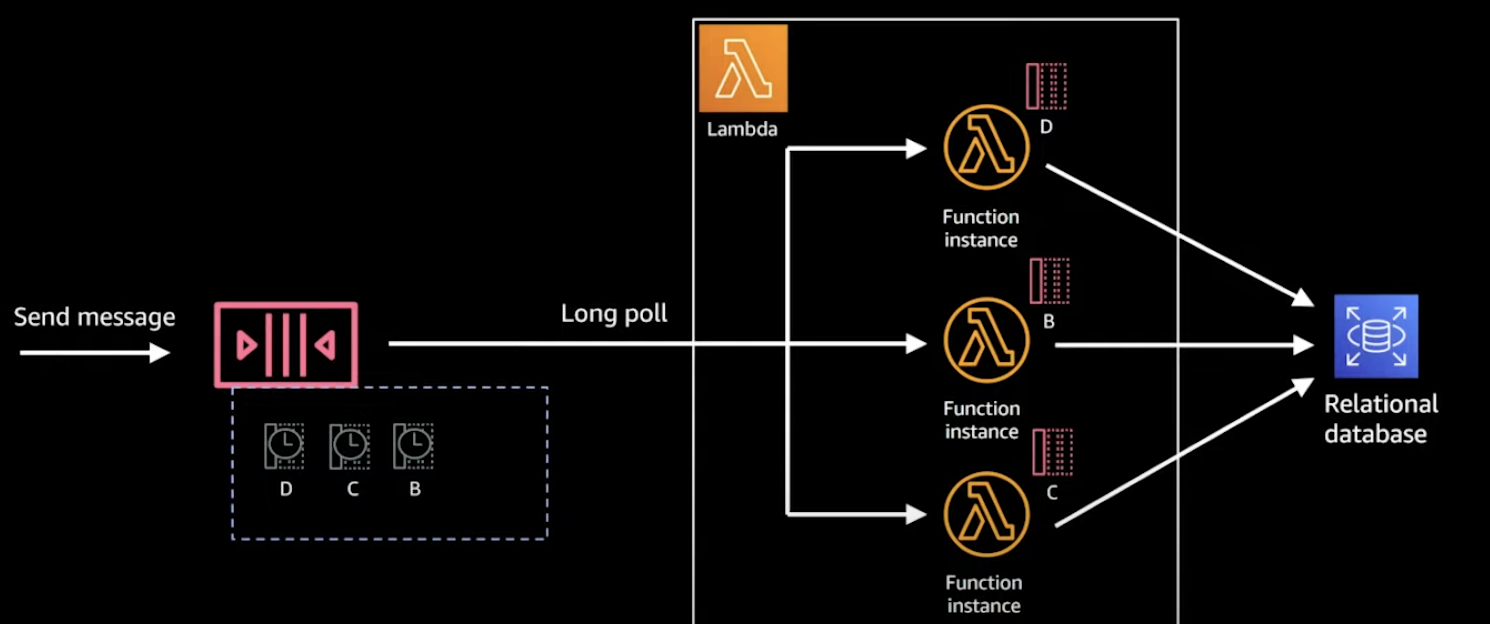 Send message
D
C
B
Long poll
Lambda
D
Function
instance
B
Function
instance
C
Function
instance
Relational
database